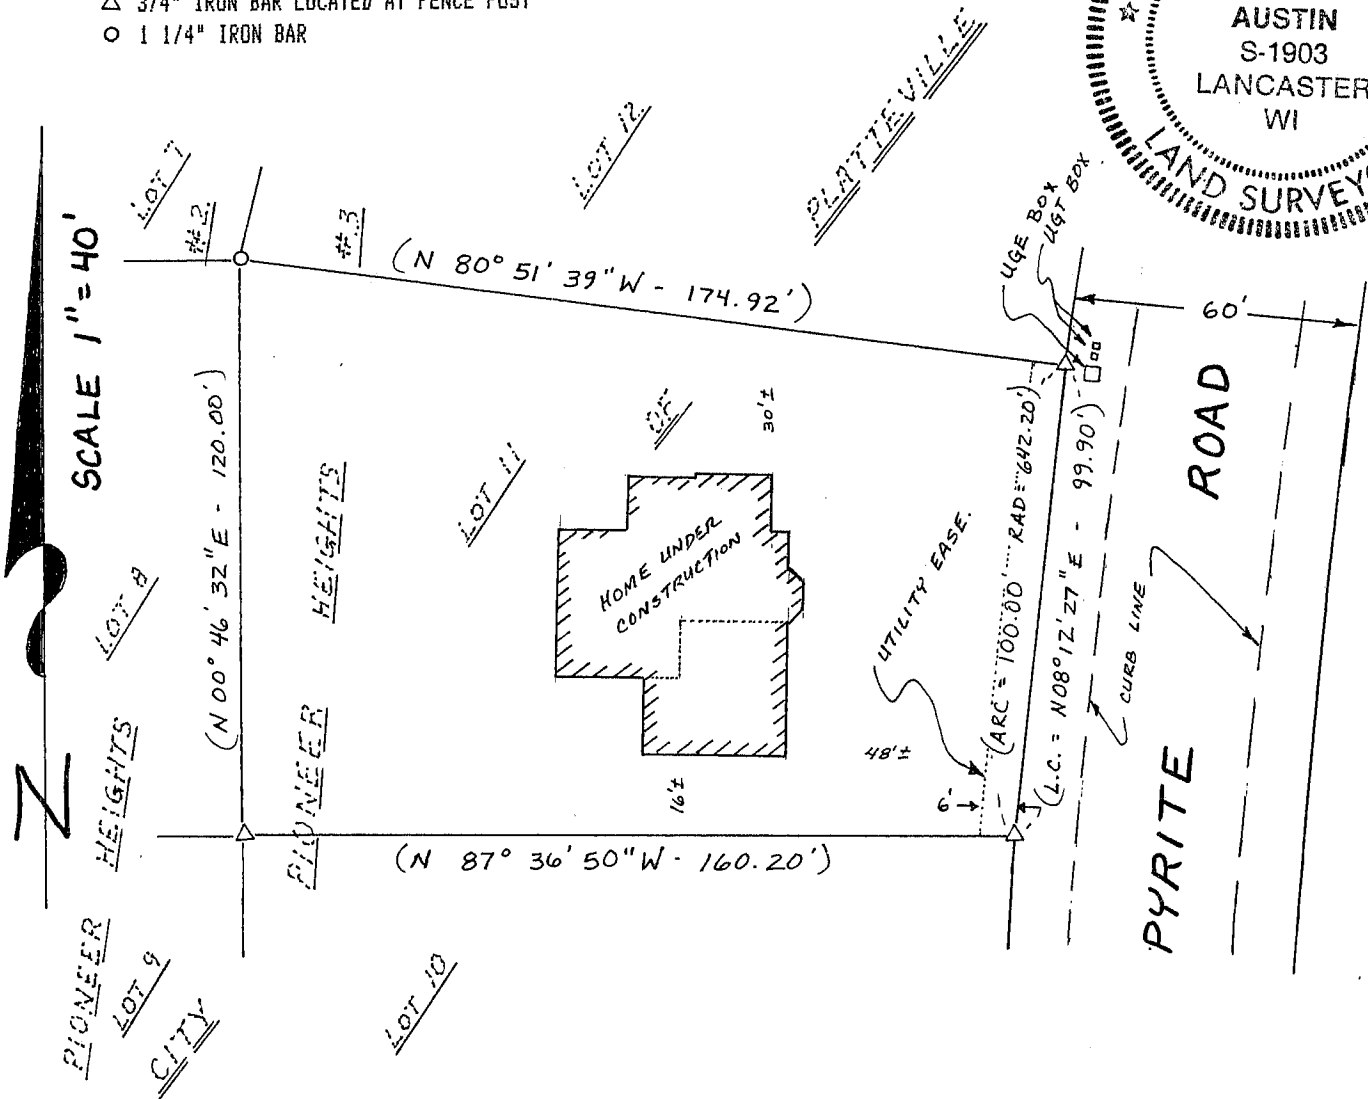 △ 3/4" IRON BAR LOCATED AT FENCE POST
○ 1 1/4" IRON BAR
AUSTIN
S-1903
LANCASTER
WI
LAND SURVEYO
SCALE 1"=40'
N
LOT 7
#2
#3
LOT 12
PLATTEVILLE
UGE BOX
UGT BOX
(N 80° 51' 39"W - 174.92')
60'
(N 00° 46' 32"E - 120.00')
HEIGHTS
LOT 11
OF
30'±
HOME UNDER
CONSTRUCTION
UTILITY EASE.
(ARC = 100.00' RAD=642.20')
(L.C. = N08°12'27"E - 99.90')
CURB LINE
ROAD
PYRITE
LOT 8
HEIGHTS
PIONEER
48'±
16'±
6'
(N 87° 36' 50"W - 160.20')
PIONEER
LOT 9
CITY
LOT 10